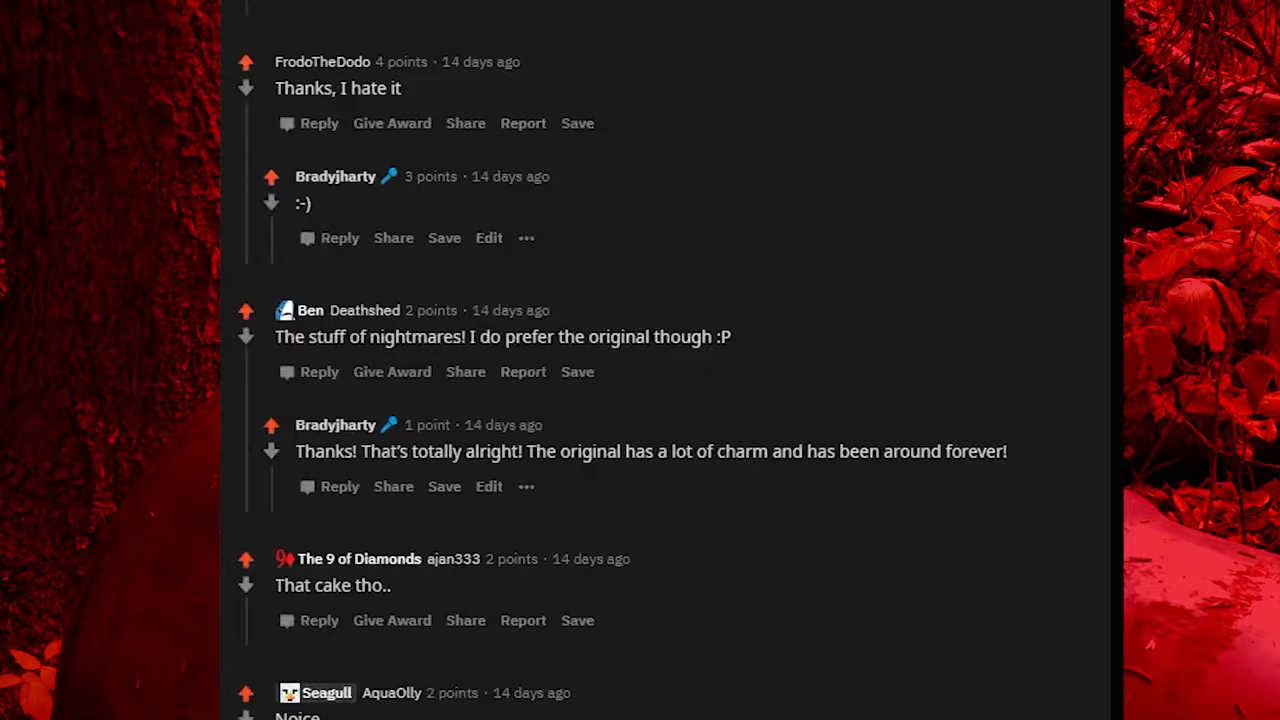 FrodoTheDodo 4 points · 14 days ago
Thanks, I hate it
Reply Give Award Share Report Save
Bradyjharty 3 points · 14 days ago
:-)
Reply Share Save Edit ···
Ben Deathshed 2 points · 14 days ago
The stuff of nightmares! I do prefer the original though :P
Reply Give Award Share Report Save
Bradyjharty 1 point · 14 days ago
Thanks! That's totally alright! The original has a lot of charm and has been around forever!
Reply Share Save Edit ···
9♦ The 9 of Diamonds ajan333 2 points · 14 days ago
That cake tho..
Reply Give Award Share Report Save
Seagull AquaOlly 2 points · 14 days ago
Noice